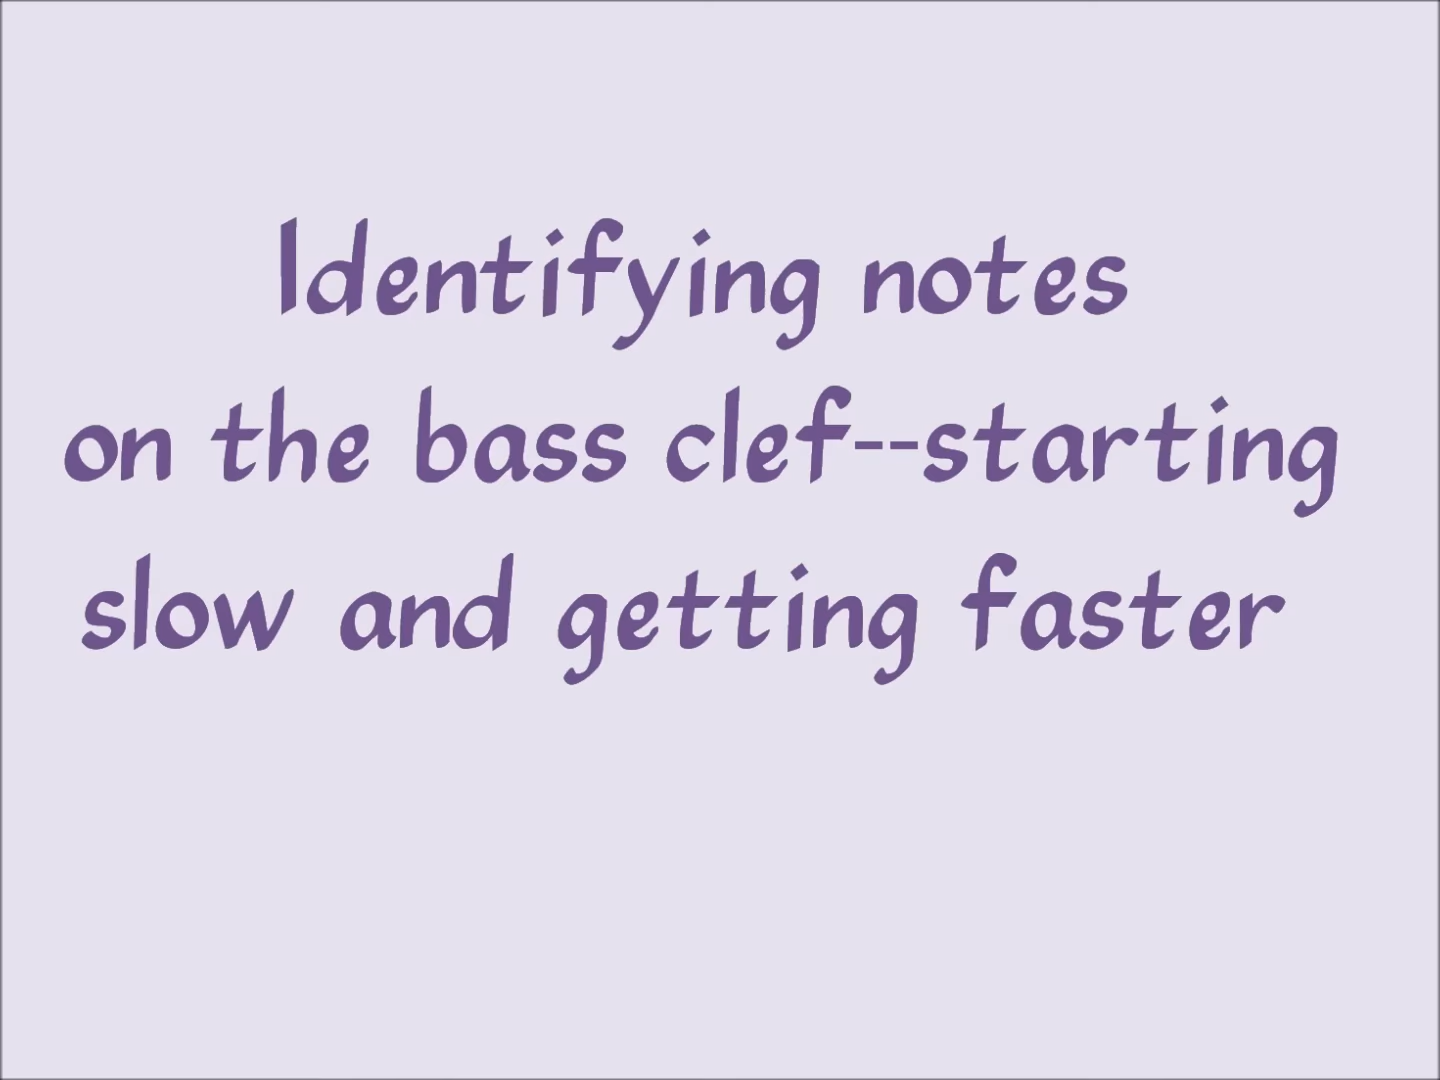 Identifying notes
on the bass clef--starting
slow and getting faster